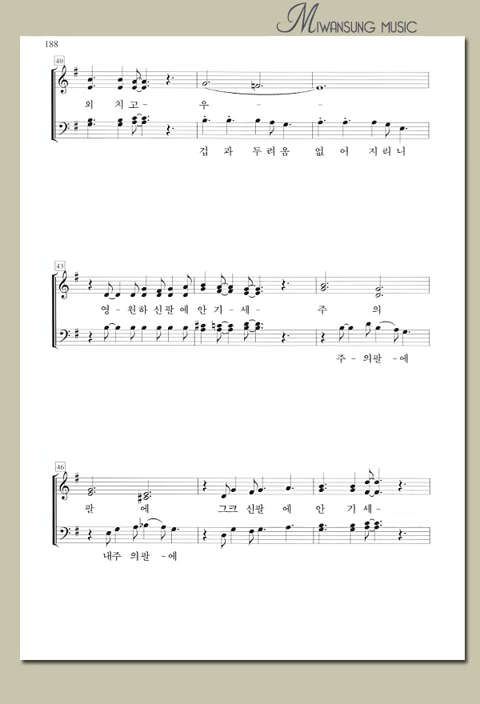 MIWANSUNG MUSIC
188
40
외 치고- 우- - -
겁 과 두 려 움 없 어 지리니
43
영- 원하 신팔 에 안 기-세- 주 의
주- 의팔 -에
46
팔 에 그크 신팔 에 안 기 세-
내주 의팔 -에